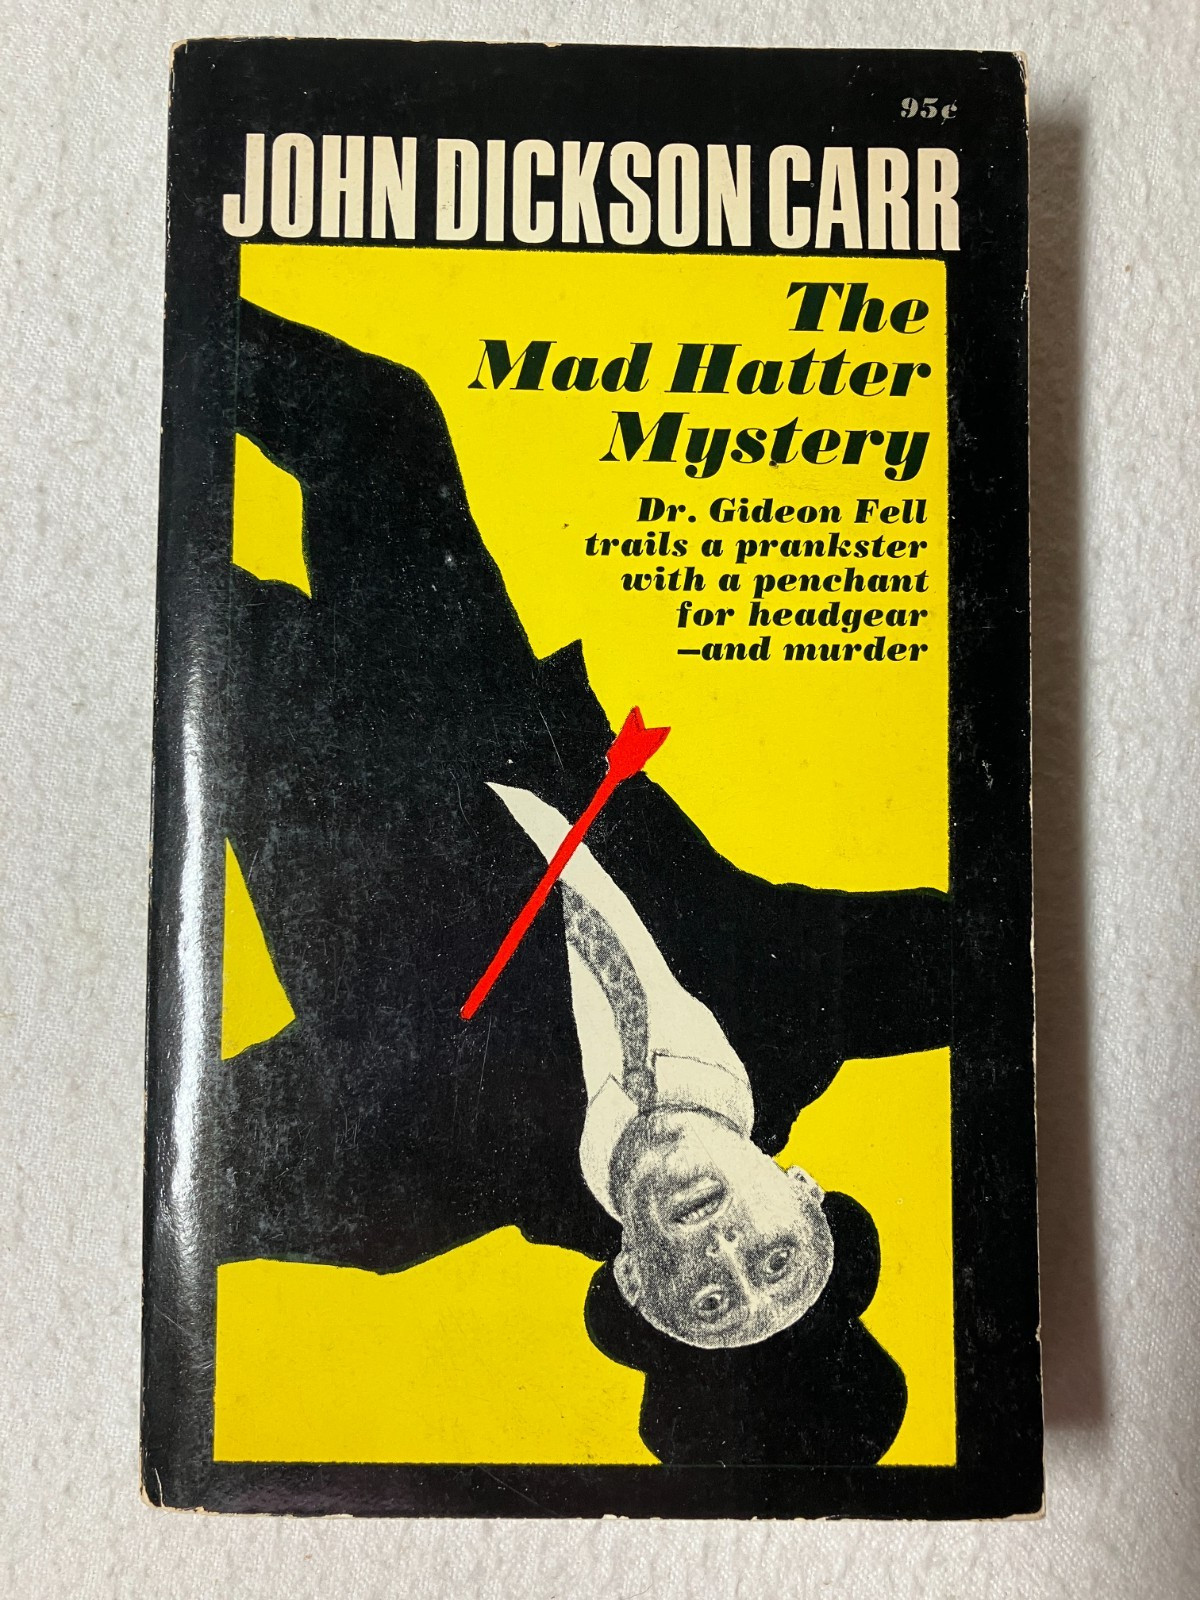 95¢
JOHN DICKSON CARR
The
Mad Hatter
Mystery
Dr. Gideon Fell
trails a prankster
with a penchant
for headgear
—and murder